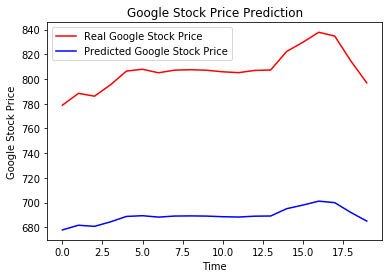 Google Stock Price Prediction
Real Google Stock Price
Predicted Google Stock Price
840
820
800
780
760
740
720
700
680
Google Stock Price
0.0 2.5 5.0 7.5 10.0 12.5 15.0 17.5
Time